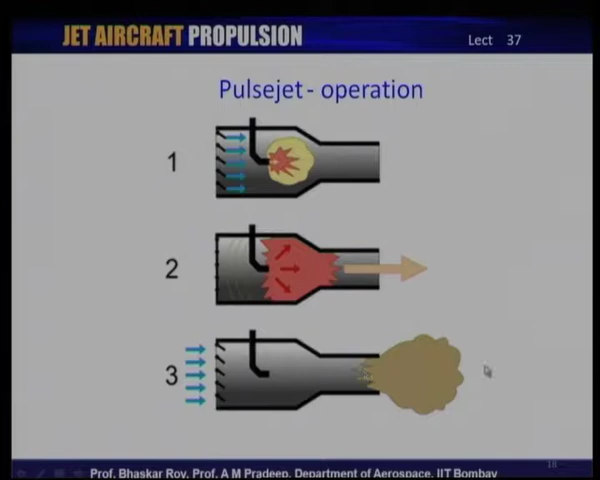 JET AIRCRAFT PROPULSION
Lect 37
Pulsejet - operation
1
2
3
18
Prof. Bhaskar Roy, Prof. A M Pradeep, Department of Aerospace, IIT Bombay